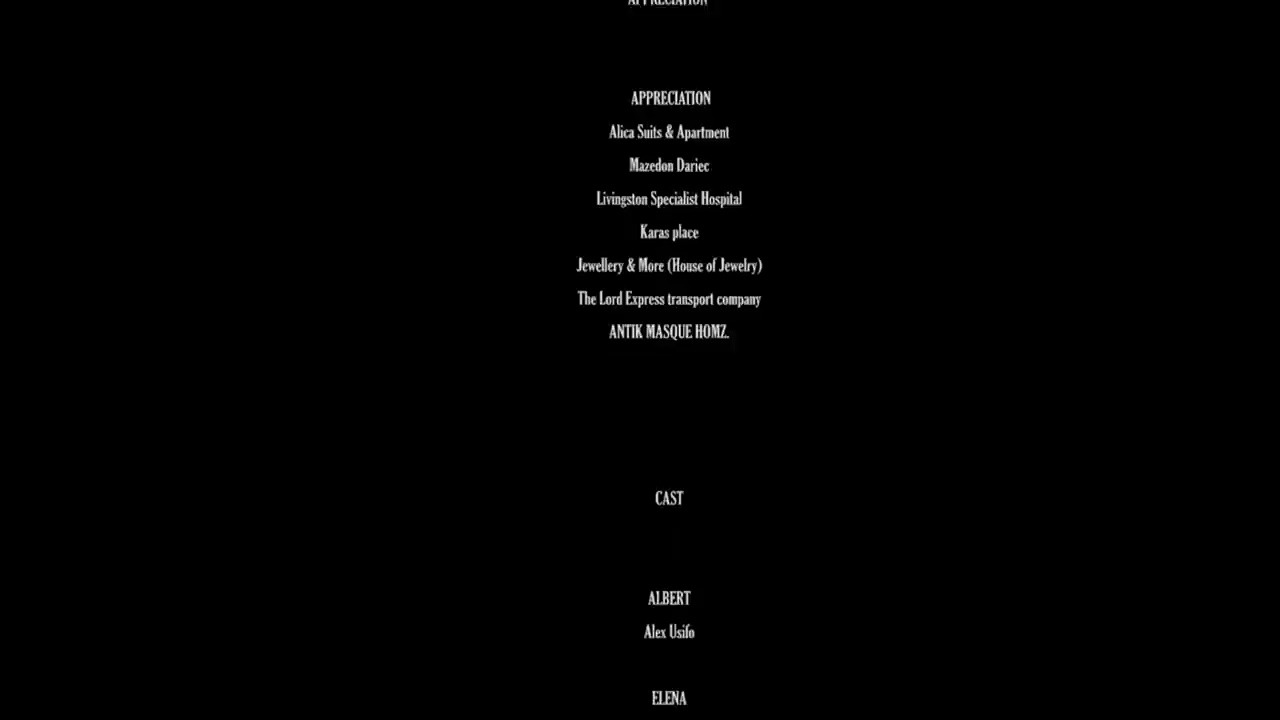 APPRECIATION
APPRECIATION
Alica Suits & Apartment
Mazedon Dariec
Livingston Specialist Hospital
Karas place
Jewellery & More (House of Jewelry)
The Lord Express transport company
ANTIK MASQUE HOMZ.
CAST
ALBERT
Alex Usifo
ELENA